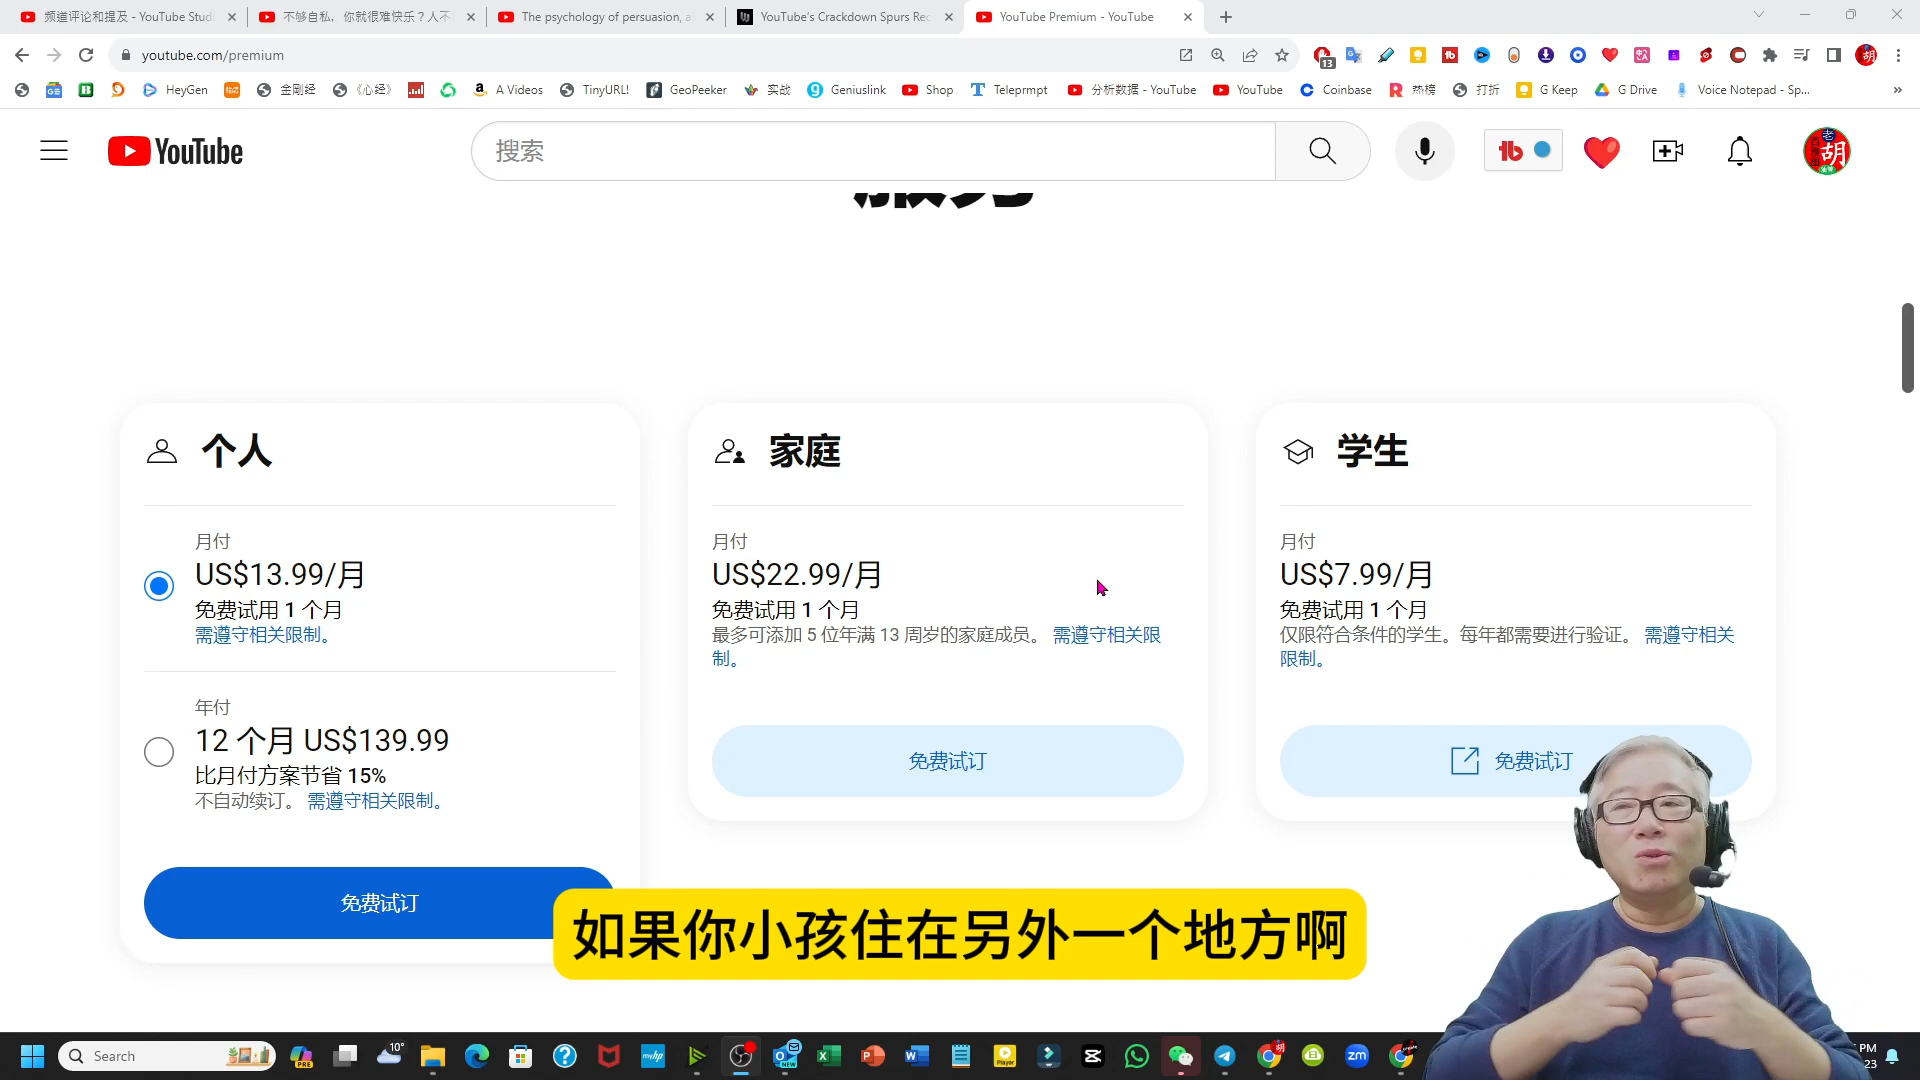 频道评论和提及 - YouTube Studi
不够自私，你就很难快乐？人不
The psychology of persuasion, a
YouTube's Crackdown Spurs Rec
YouTube Premium - YouTube
youtube.com/premium
13
HeyGen
金刚经
《心经》
A Videos
TinyURL!
GeoPeeker
实战
Geniuslink
Shop
Teleprmpt
分析数据 - YouTube
YouTube
Coinbase
热榜
打折
G Keep
G Drive
Voice Notepad - Sp...
YouTube
搜索
个人
月付
US$13.99/月
免费试用 1 个月
需遵守相关限制。
年付
12 个月 US$139.99
比月付方案节省 15%
不自动续订。 需遵守相关限制。
免费试订
家庭
月付
US$22.99/月
免费试用 1 个月
最多可添加 5 位年满 13 周岁的家庭成员。 需遵守相关限
制。
免费试订
学生
月付
US$7.99/月
免费试用 1 个月
仅限符合条件的学生。每年都需要进行验证。 需遵守相关
限制。
免费试订
如果你小孩住在另外一个地方啊
Search
10°
PM
23